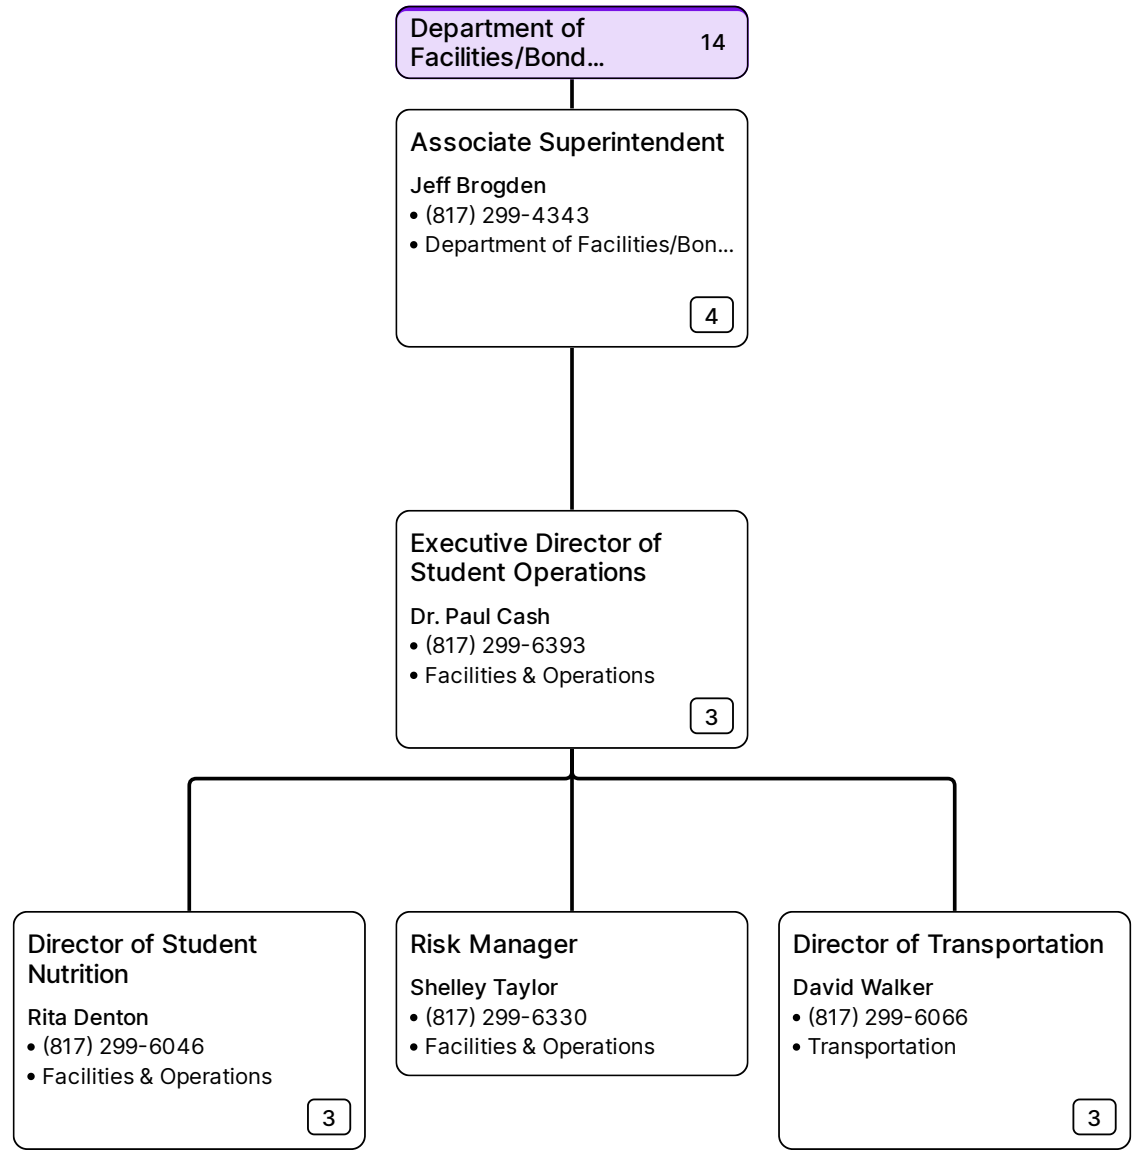 Department of
Facilities/Bond...
14
Associate Superintendent
Jeff Brogden
• (817) 299-4343
• Department of Facilities/Bon...
4
Executive Director of
Student Operations
Dr. Paul Cash
• (817) 299-6393
• Facilities & Operations
3
Director of Student
Nutrition
Rita Denton
• (817) 299-6046
• Facilities & Operations
3
Risk Manager
Shelley Taylor
• (817) 299-6330
• Facilities & Operations
Director of Transportation
David Walker
• (817) 299-6066
• Transportation
3